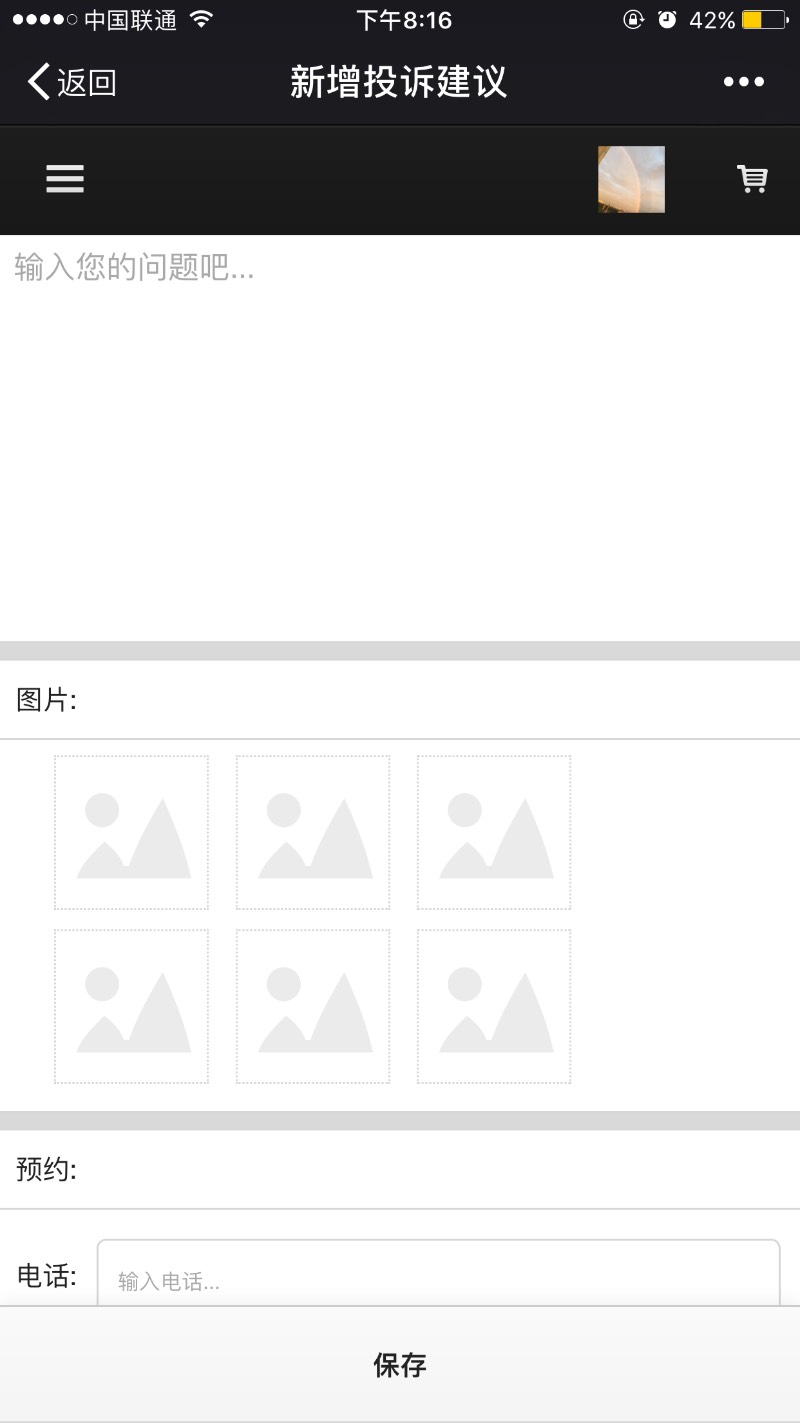 中国联通 下午8:16 42%
返回 新增投诉建议
输入您的问题吧...
图片:
预约:
电话: 输入电话...
保存